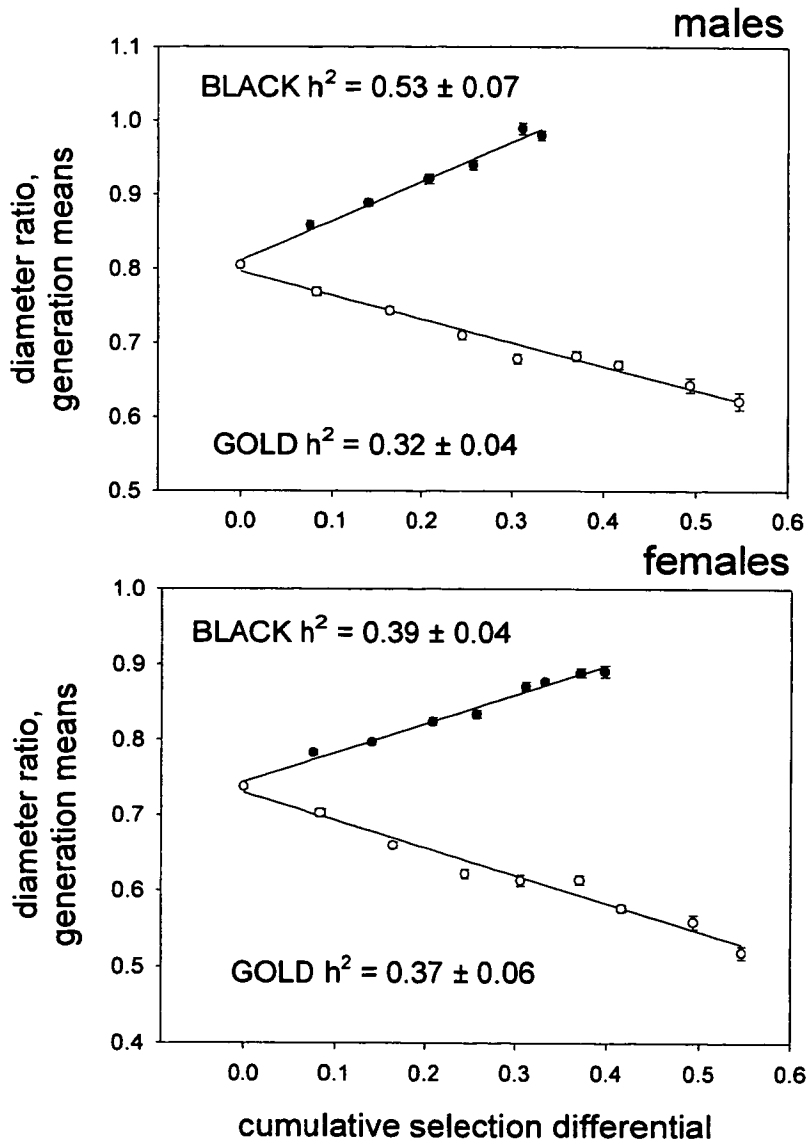 males
1.1
BLACK h² = 0.53 ± 0.07
1.0
0.9
0.8
0.7
0.6
0.5
diameter ratio,
generation means
GOLD h² = 0.32 ± 0.04
0.0 0.1 0.2 0.3 0.4 0.5 0.6
females
1.0
BLACK h² = 0.39 ± 0.04
0.9
0.8
0.7
0.6
0.5
0.4
diameter ratio,
generation means
GOLD h² = 0.37 ± 0.06
0.0 0.1 0.2 0.3 0.4 0.5 0.6
cumulative selection differential